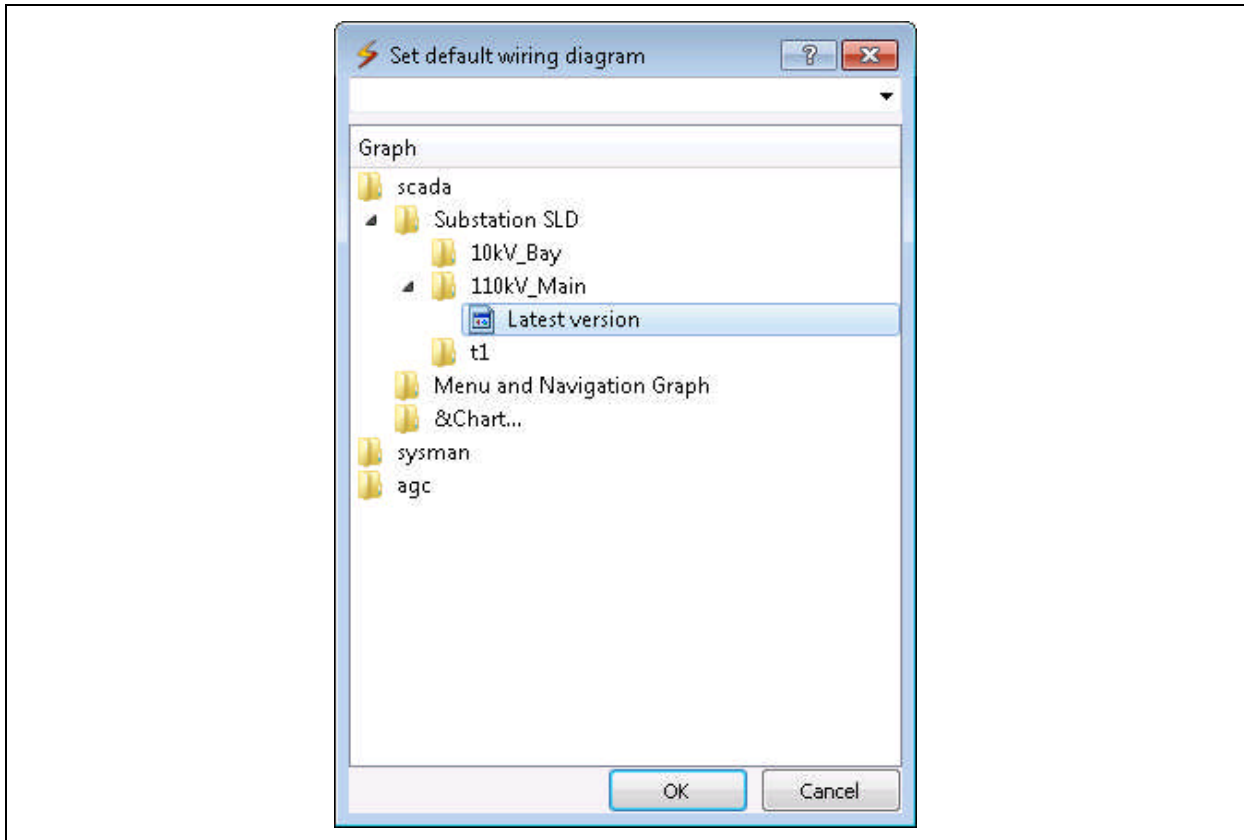 Set default wiring diagram
Graph
scada
Substation SLD
10kV_Bay
110kV_Main
Latest version
t1
Menu and Navigation Graph
&Chart...
sysman
agc
OK Cancel